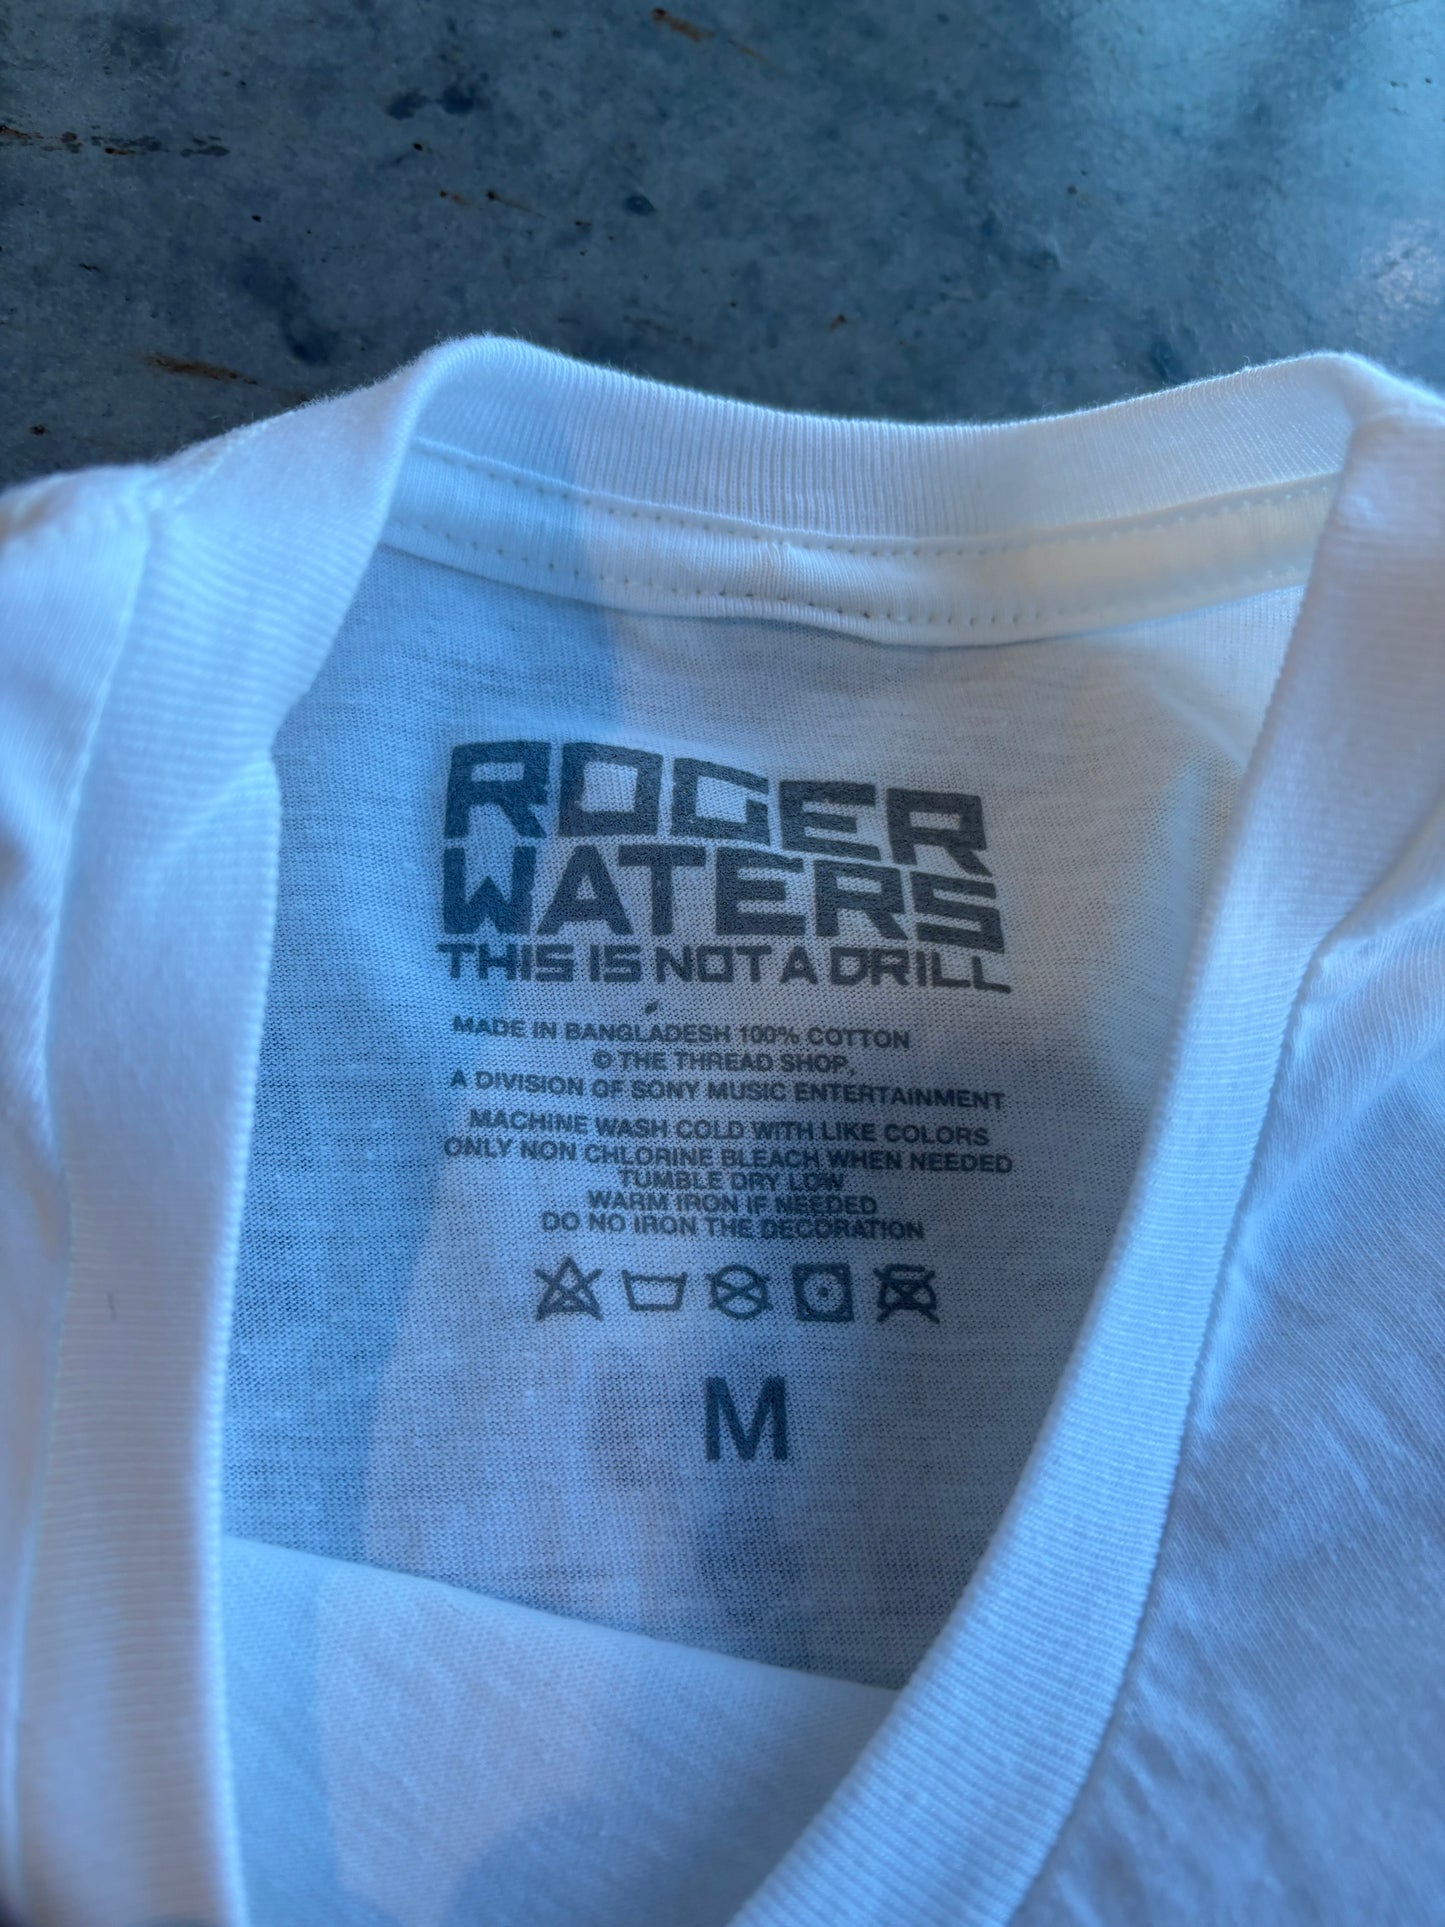 ROGER
WATERS
THIS IS NOT A DRILL
MADE IN BANGLADESH 100% COTTON
© THE THREAD SHOP,
A DIVISION OF SONY MUSIC ENTERTAINMENT
MACHINE WASH COLD WITH LIKE COLORS
ONLY NON CHLORINE BLEACH WHEN NEEDED
TUMBLE DRY LOW
WARM IRON IF NEEDED
DO NO IRON THE DECORATION
M